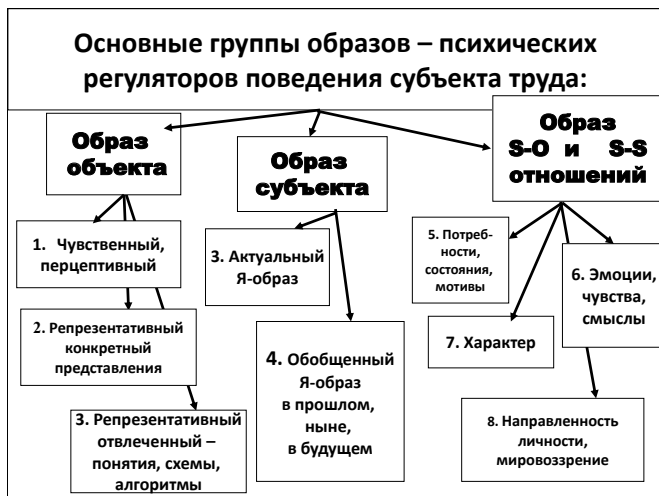 Основные группы образов – психических
регуляторов поведения субъекта труда:
Образ
объекта
Образ
субъекта
Образ
S-O и S-S
отношений
1. Чувственный,
перцептивный
2. Репрезентативный
конкретный
представления
3. Репрезентативный
отвлеченный –
понятия, схемы,
алгоритмы
3. Актуальный
Я-образ
4. Обобщенный
Я-образ
в прошлом,
ныне,
в будущем
5. Потреб-
ности,
состояния,
мотивы
6. Эмоции,
чувства,
смыслы
7. Характер
8. Направленность
личности,
мировоззрение